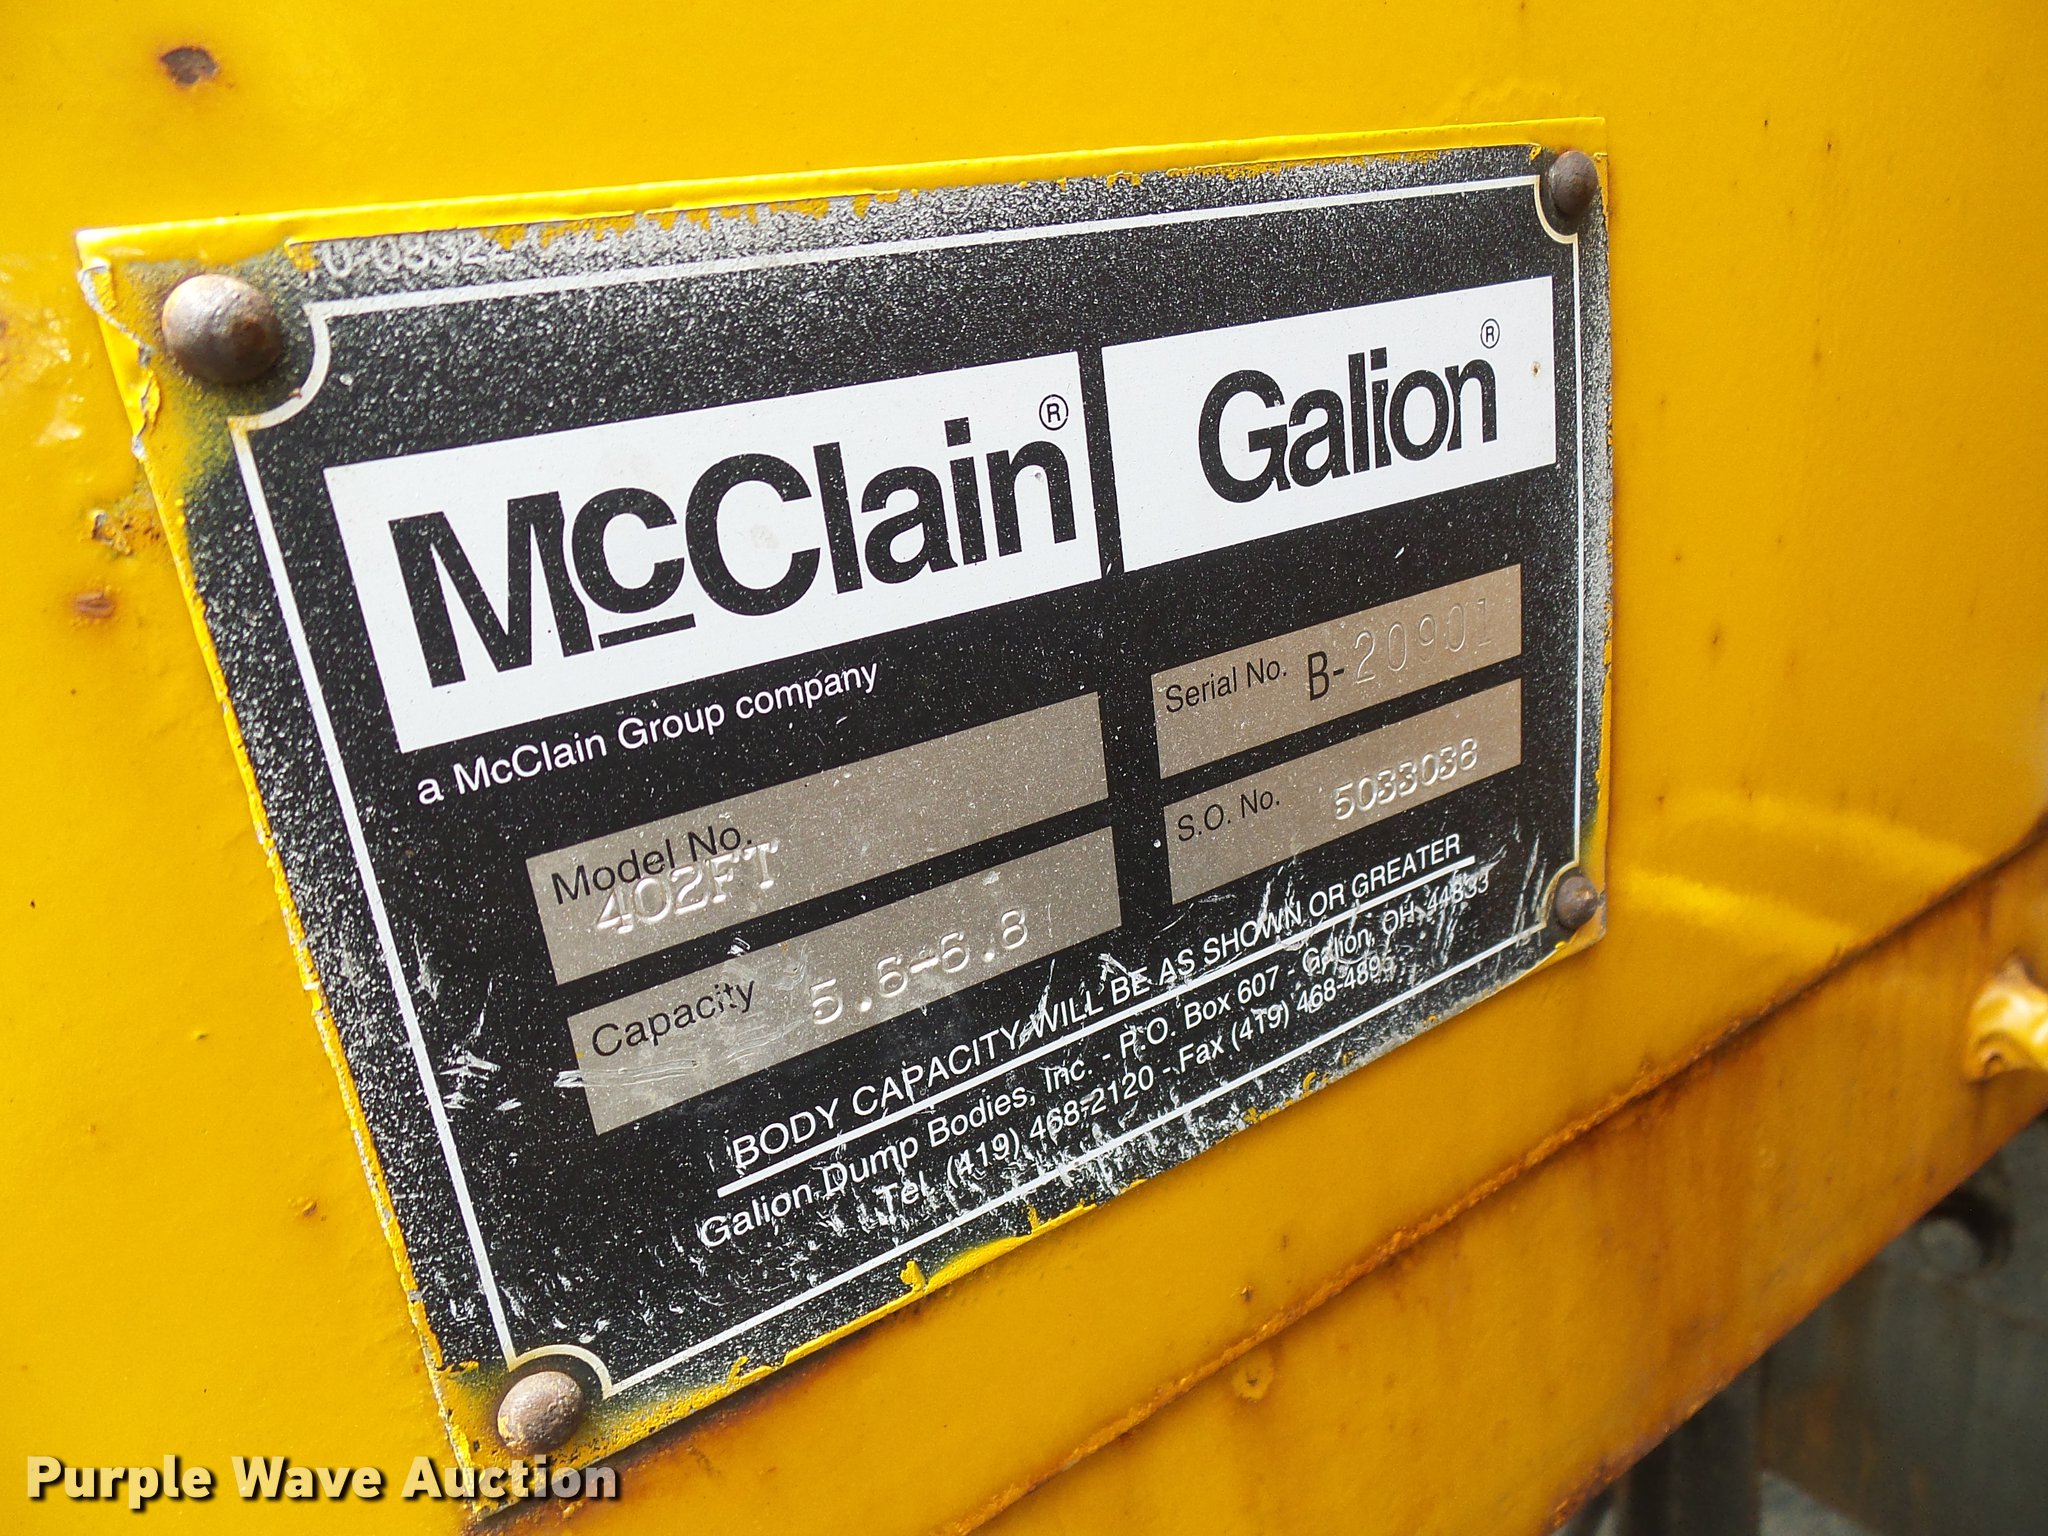 McClain® Galion®
a McClain Group company
Serial No. B-20901
Model No.
402FT
S.O. No. 5033038
Capacity 5.6-6.8
BODY CAPACITY WILL BE AS SHOWN OR GREATER
Galion Dump Bodies, Inc. - P.O. Box 607 - Galion, OH 44833
Tel. (419) 468-2120 - Fax (419)
Purple Wave Auction